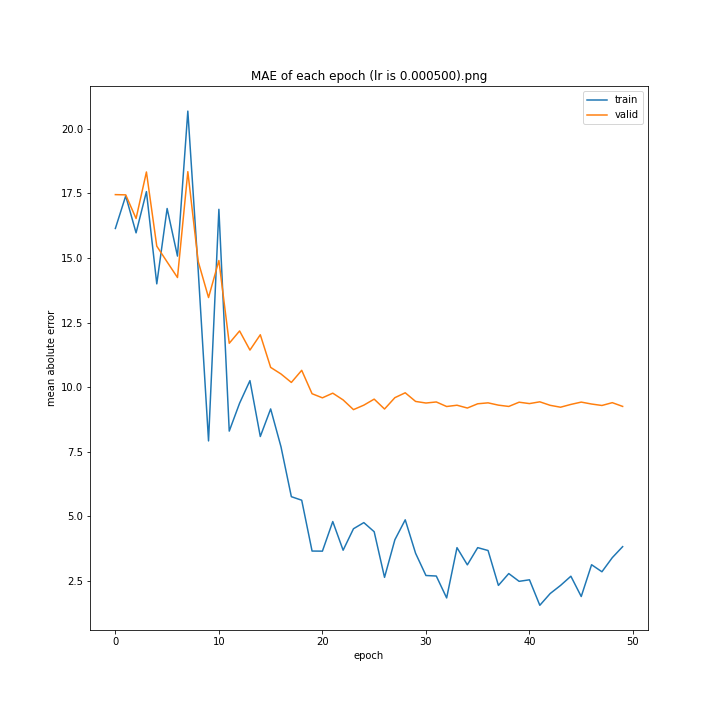 MAE of each epoch (lr is 0.000500).png
train
valid
20.0
17.5
15.0
12.5
10.0
7.5
5.0
2.5
mean abolute error
0 10 20 30 40 50
epoch